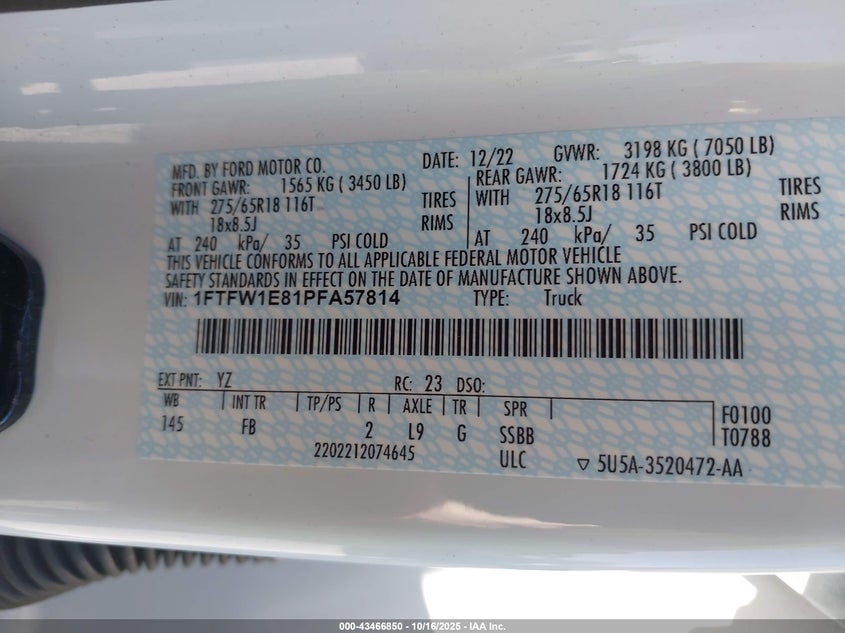 MFD. BY FORD MOTOR CO. DATE: 12/22 GVWR: 3198 KG ( 7050 LB)
FRONT GAWR: 1565 KG ( 3450 LB) REAR GAWR: 1724 KG ( 3800 LB)
WITH 275/65R18 116T TIRES WITH 275/65R18 116T TIRES
18x8.5J RIMS 18x8.5J RIMS
AT 240 kPa/ 35 PSI COLD AT 240 kPa/ 35 PSI COLD
THIS VEHICLE CONFORMS TO ALL APPLICABLE FEDERAL MOTOR VEHICLE
SAFETY STANDARDS IN EFFECT ON THE DATE OF MANUFACTURE SHOWN ABOVE.
VIN: 1FTFW1E81PFA57814 TYPE: Truck
EXT PNT: YZ RC: 23 DSO:
WB INT TR TP/PS R AXLE TR SPR F0100
145 FB 2 L9 G SSBB T0788
2202212074645 ULC ▽ 5U5A-3520472-AA
000-43466850 - 10/16/2025 - IAA Inc.